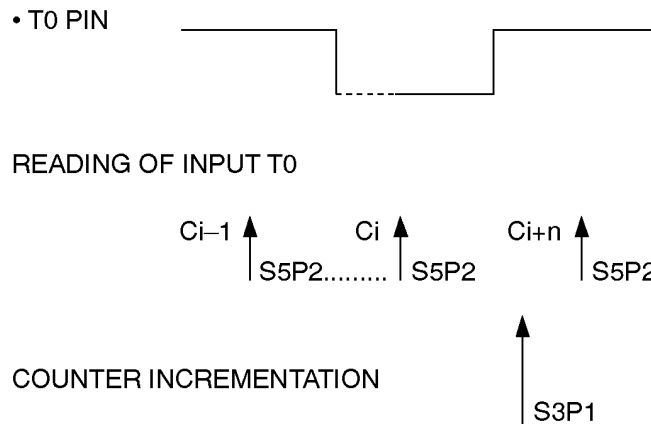 • T0 PIN
READING OF INPUT T0
Ci–1 Ci Ci+n
S5P2......... S5P2 S5P2
COUNTER INCREMENTATION
S3P1